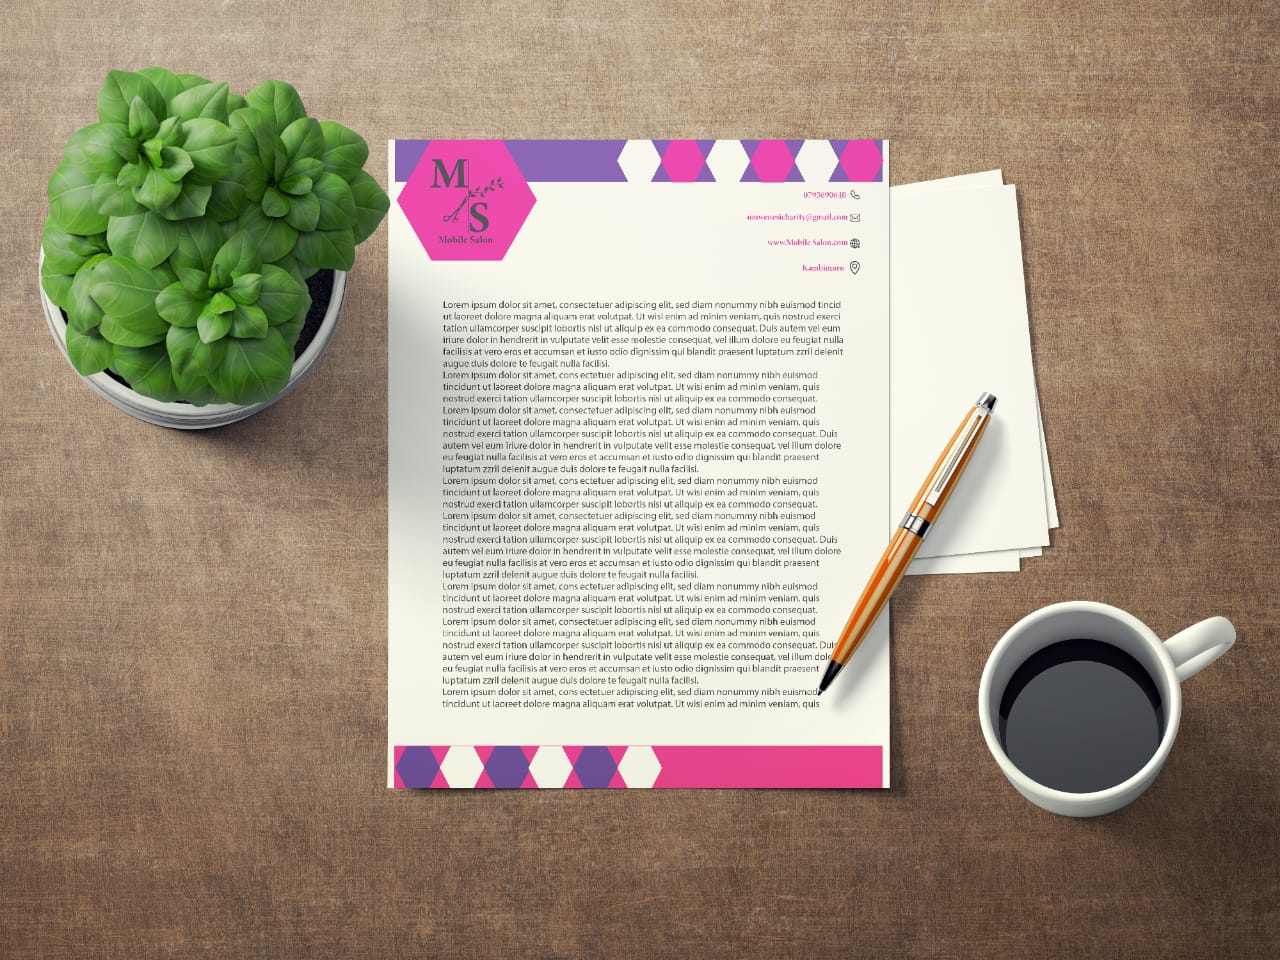 M
S
Mobile Salon
0793690640
omwenesicharity@gmail.com
www.Mobile Salon.com
Kambimoro
Lorem ipsum dolor sit amet, consectetuer adipiscing elit, sed diam nonummy nibh euismod tincid
ut laoreet dolore magna aliquam erat volutpat. Ut wisi enim ad minim veniam, quis nostrud exerci
tation ullamcorper suscipit lobortis nisl ut aliquip ex ea commodo consequat. Duis autem vel eum
iriure dolor in hendrerit in vulputate velit esse molestie consequat, vel illum dolore eu feugiat nulla
facilisis at vero eros et accumsan et iusto odio dignissim qui blandit praesent luptatum zzril delenit
augue duis dolore te feugait nulla facilisi.
Lorem ipsum dolor sit amet, cons ectetuer adipiscing elit, sed diam nonummy nibh euismod
tincidunt ut laoreet dolore magna aliquam erat volutpat. Ut wisi enim ad minim veniam, quis
nostrud exerci tation ullamcorper suscipit lobortis nisl ut aliquip ex ea commodo consequat.
Lorem ipsum dolor sit amet, consectetuer adipiscing elit, sed diam nonummy nibh euismod
tincidunt ut laoreet dolore magna aliquam erat volutpat. Ut wisi enim ad minim veniam, quis
nostrud exerci tation ullamcorper suscipit lobortis nisl ut aliquip ex ea commodo consequat. Duis
autem vel eum iriure dolor in hendrerit in vulputate velit esse molestie consequat, vel illum dolore
eu feugiat nulla facilisis at vero eros et accumsan et iusto odio dignissim qui blandit praesent
luptatum zzril delenit augue duis dolore te feugait nulla facilisi.
Lorem ipsum dolor sit amet, cons ectetuer adipiscing elit, sed diam nonummy nibh euismod
tincidunt ut laoreet dolore magna aliquam erat volutpat. Ut wisi enim ad minim veniam, quis
nostrud exerci tation ullamcorper suscipit lobortis nisl ut aliquip ex ea commodo consequat.
Lorem ipsum dolor sit amet, consectetuer adipiscing elit, sed diam nonummy nibh euismod
tincidunt ut laoreet dolore magna aliquam erat volutpat. Ut wisi enim ad minim veniam, quis
nostrud exerci tation ullamcorper suscipit lobortis nisl ut aliquip ex ea commodo consequat. Duis
autem vel eum iriure dolor in hendrerit in vulputate velit esse molestie consequat, vel illum dolore
eu feugiat nulla facilisis at vero eros et accumsan et iusto odio dignissim qui blandit praesent
luptatum zzril delenit augue duis dolore te feugait nulla facilisi.
Lorem ipsum dolor sit amet, cons ectetuer adipiscing elit, sed diam nonummy nibh euismod
tincidunt ut laoreet dolore magna aliquam erat volutpat. Ut wisi enim ad minim veniam, quis
nostrud exerci tation ullamcorper suscipit lobortis nisl ut aliquip ex ea commodo consequat.
Lorem ipsum dolor sit amet, consectetuer adipiscing elit, sed diam nonummy nibh euismod
tincidunt ut laoreet dolore magna aliquam erat volutpat. Ut wisi enim ad minim veniam, quis
nostrud exerci tation ullamcorper suscipit lobortis nisl ut aliquip ex ea commodo consequat. Duis
autem vel eum iriure dolor in hendrerit in vulputate velit esse molestie consequat, vel illum dolo
eu feugiat nulla facilisis at vero eros et accumsan et iusto odio dignissim qui blandit praesent
luptatum zzril delenit augue duis dolore te feugait nulla facilisi.
Lorem ipsum dolor sit amet, cons ectetuer adipiscing elit, sed diam nonummy nibh euismod
tincidunt ut laoreet dolore magna aliquam erat volutpat. Ut wisi enim ad minim veniam, quis